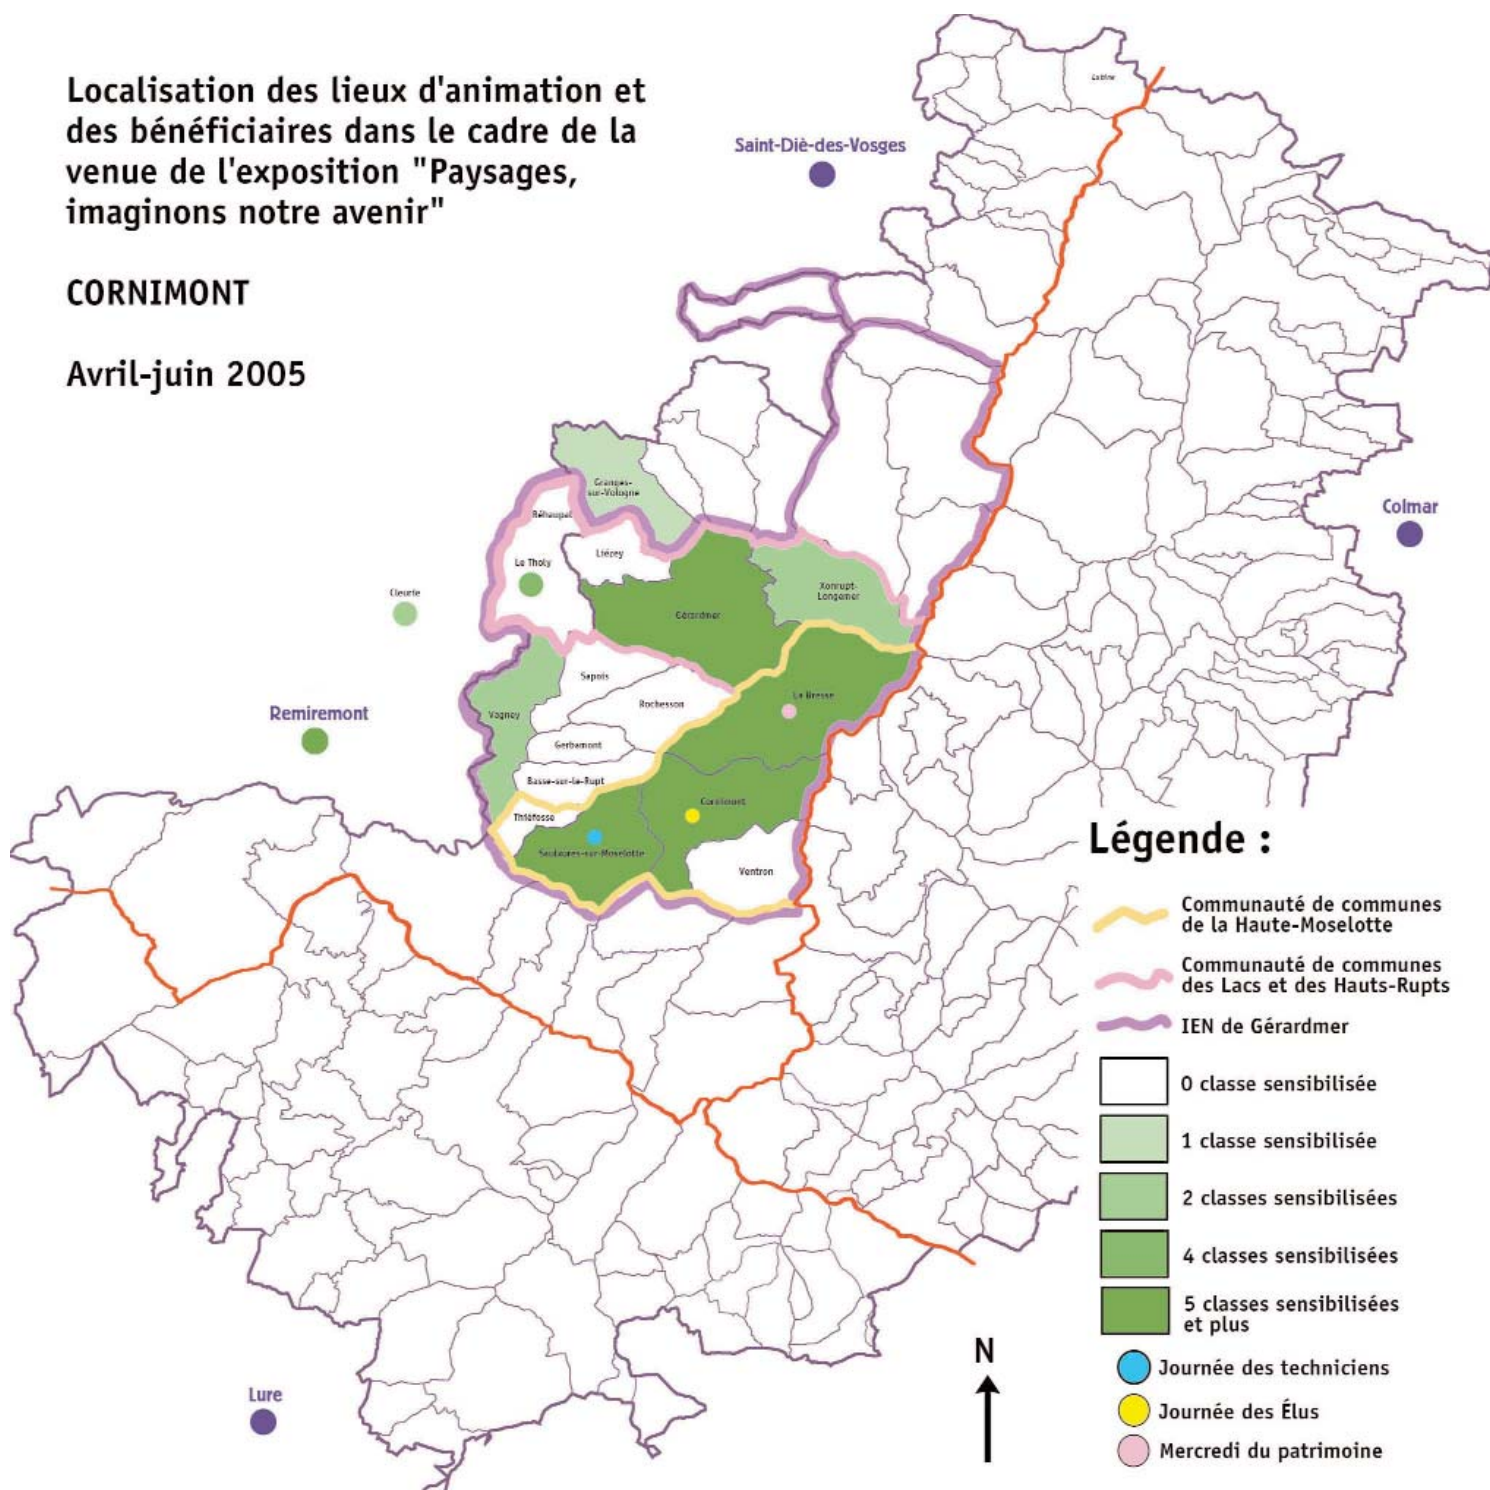 Localisation des lieux d'animation et
des bénéficiaires dans le cadre de la
venue de l'exposition "Paysages,
imaginons notre avenir"
CORNIMONT
Avril-juin 2005
Lubine
Saint-Diè-des-Vosges
Granges-
sur-Vologne
Réhaupal
Colmar
Liézey
Le Tholy
Cleurie
Xonrupt-
Longemer
Gérardmer
Sapois
La Bresse
Rochesson
Remiremont
Vagney
Gerbamont
Basse-sur-le-Rupt
Cornimont
Thiéfosse
Saulxures-sur-Moselotte
Ventron
Lure
Légende :
Communauté de communes
de la Haute-Moselotte
Communauté de communes
des Lacs et des Hauts-Rupts
IEN de Gérardmer
0 classe sensibilisée
1 classe sensibilisée
2 classes sensibilisées
4 classes sensibilisées
5 classes sensibilisées
et plus
N
Journée des techniciens
Journée des Élus
Mercredi du patrimoine